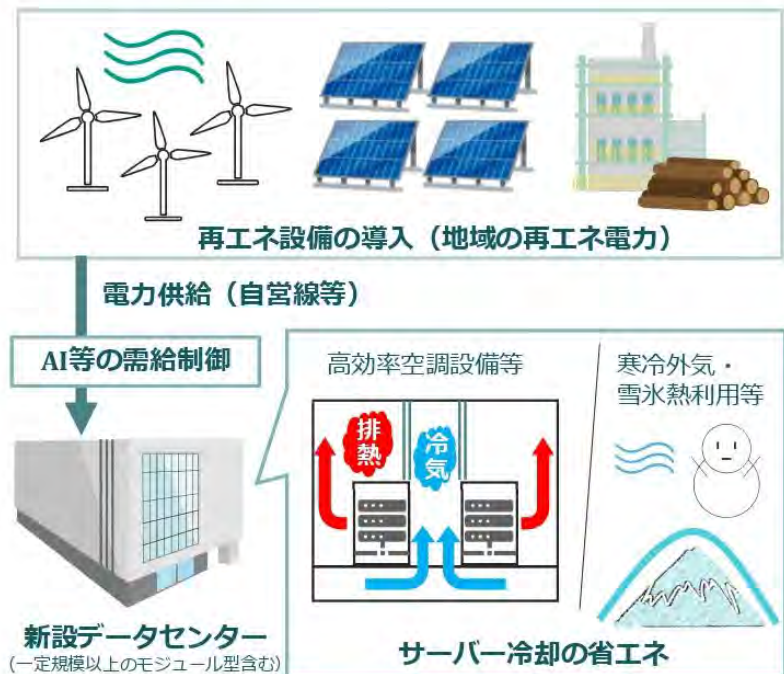 再エネ設備の導入（地域の再エネ電力）
電力供給（自営線等）
AI等の需給制御
高効率空調設備等
寒冷外気・
雪氷熱利用等
排熱
冷気
新設データセンター
(一定規模以上のモジュール型含む)
サーバー冷却の省エネ